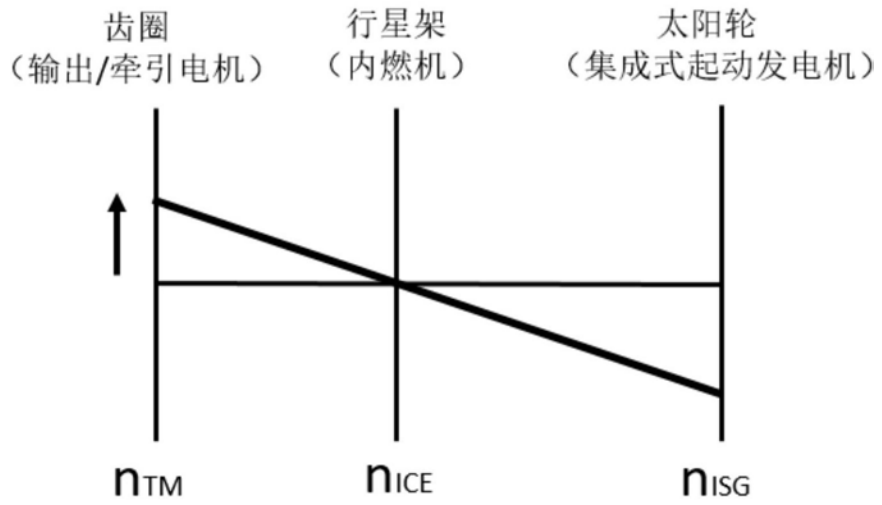 齿圈
（输出/牵引电机）
行星架
（内燃机）
太阳轮
（集成式起动发电机）
nTM
nICE
nISG